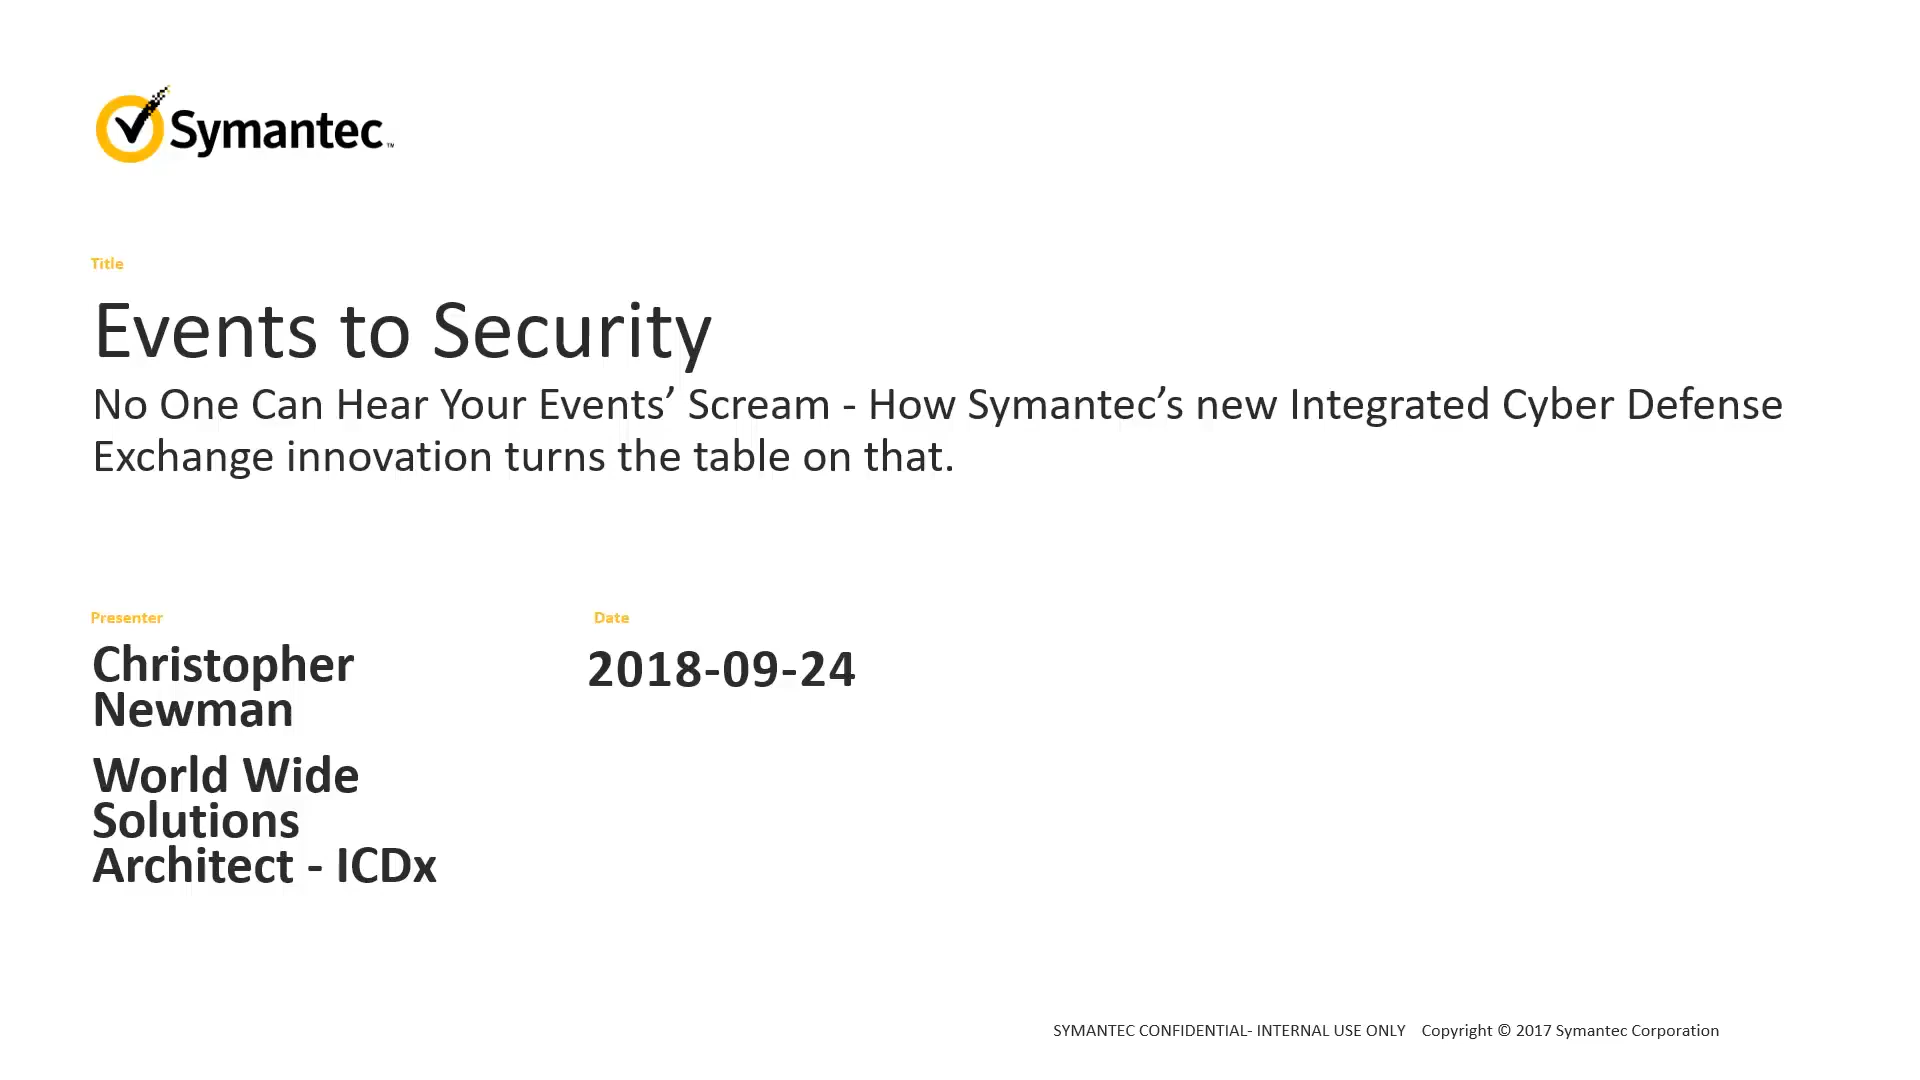 Symantec™
Title
Events to Security
No One Can Hear Your Events’ Scream - How Symantec’s new Integrated Cyber Defense
Exchange innovation turns the table on that.
Presenter
Date
Christopher
Newman
2018-09-24
World Wide
Solutions
Architect - ICDx
SYMANTEC CONFIDENTIAL- INTERNAL USE ONLY Copyright © 2017 Symantec Corporation